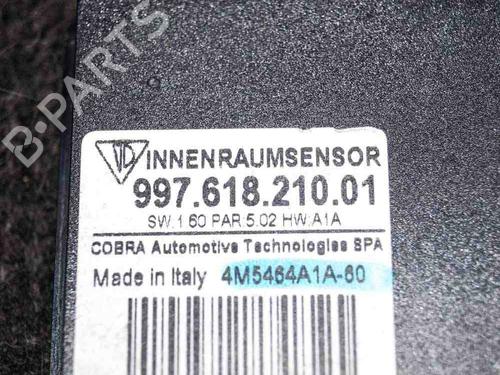 B-PARTS
INNENRAUMSENSOR
997.618.210.01
SW.1 60 PAR 5.02 HW:A1A
COBRA Automotive Technologies SPA
Made in Italy 4M5464A1A-60